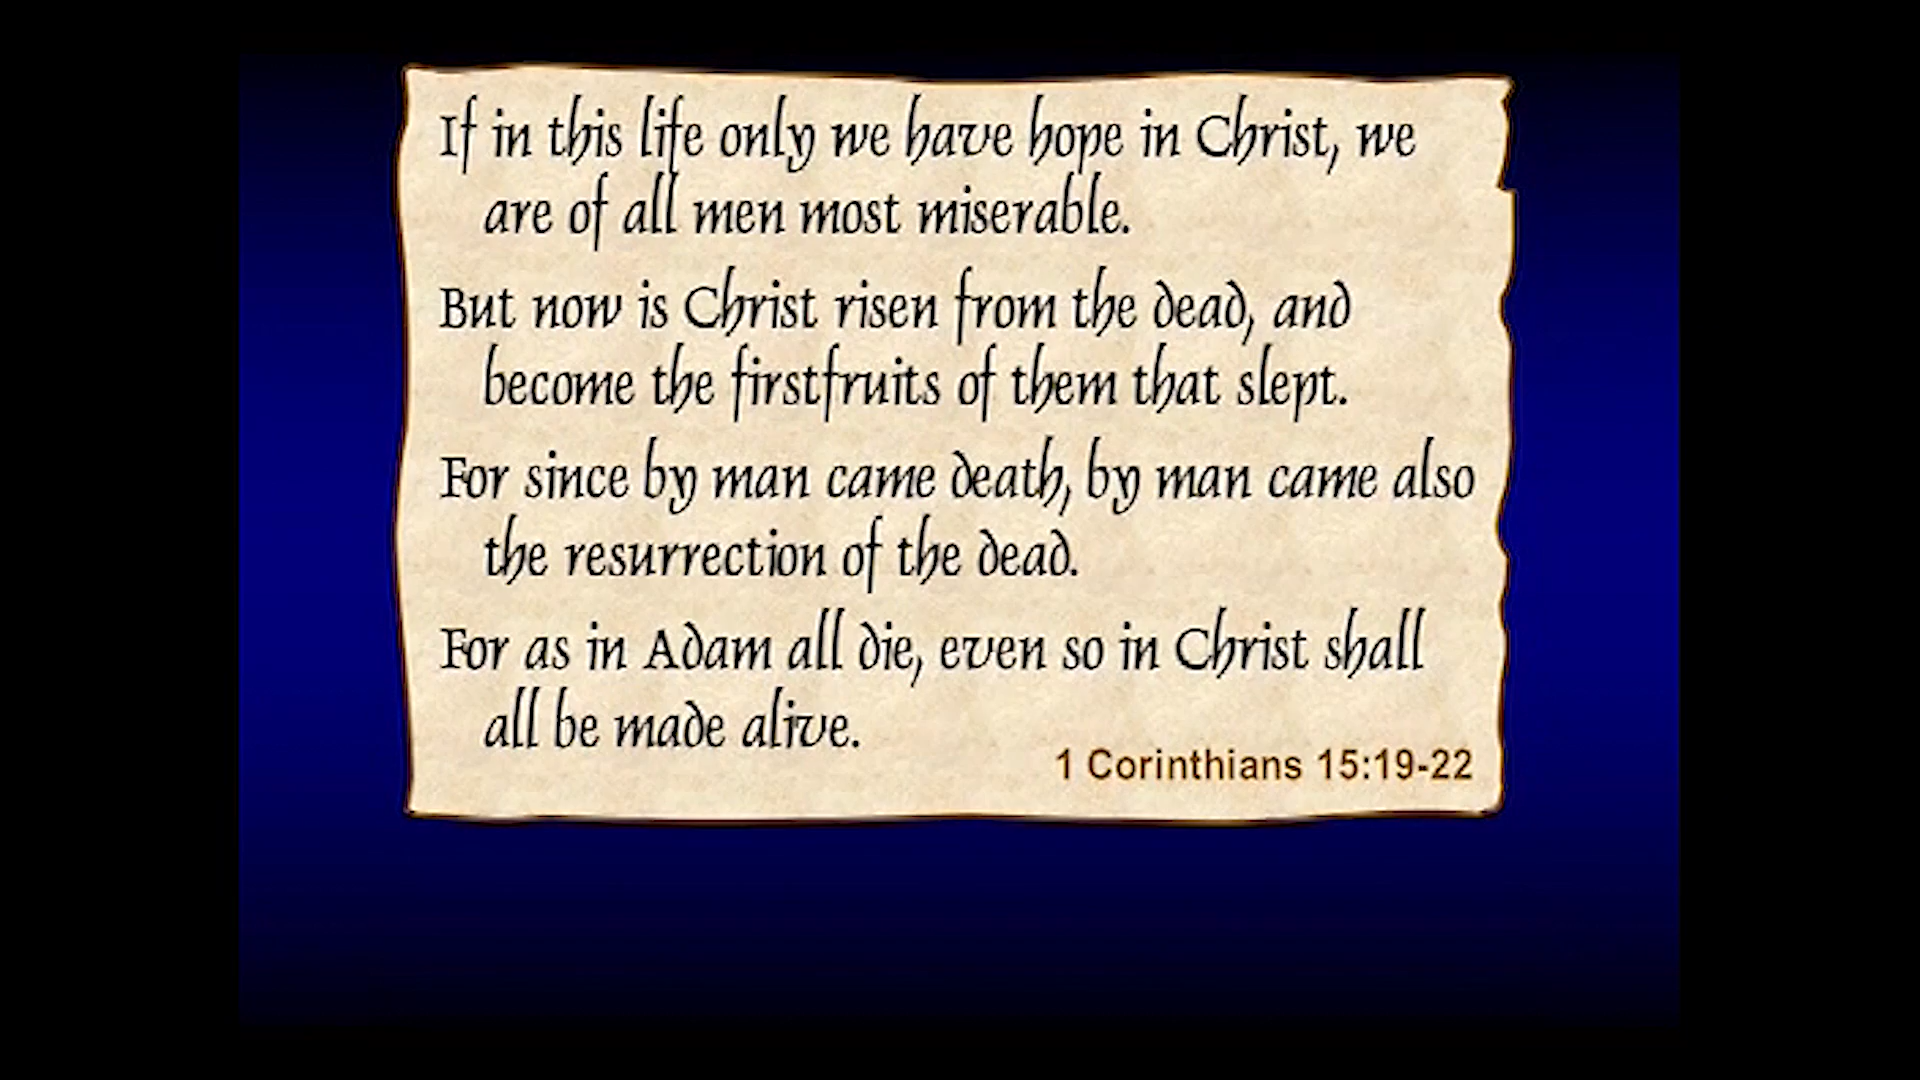 If in this life only we have hope in Christ, we
are of all men most miserable.
But now is Christ risen from the dead, and
become the firstfruits of them that slept.
For since by man came death, by man came also
the resurrection of the dead.
For as in Adam all die, even so in Christ shall
all be made alive.
1 Corinthians 15:19-22